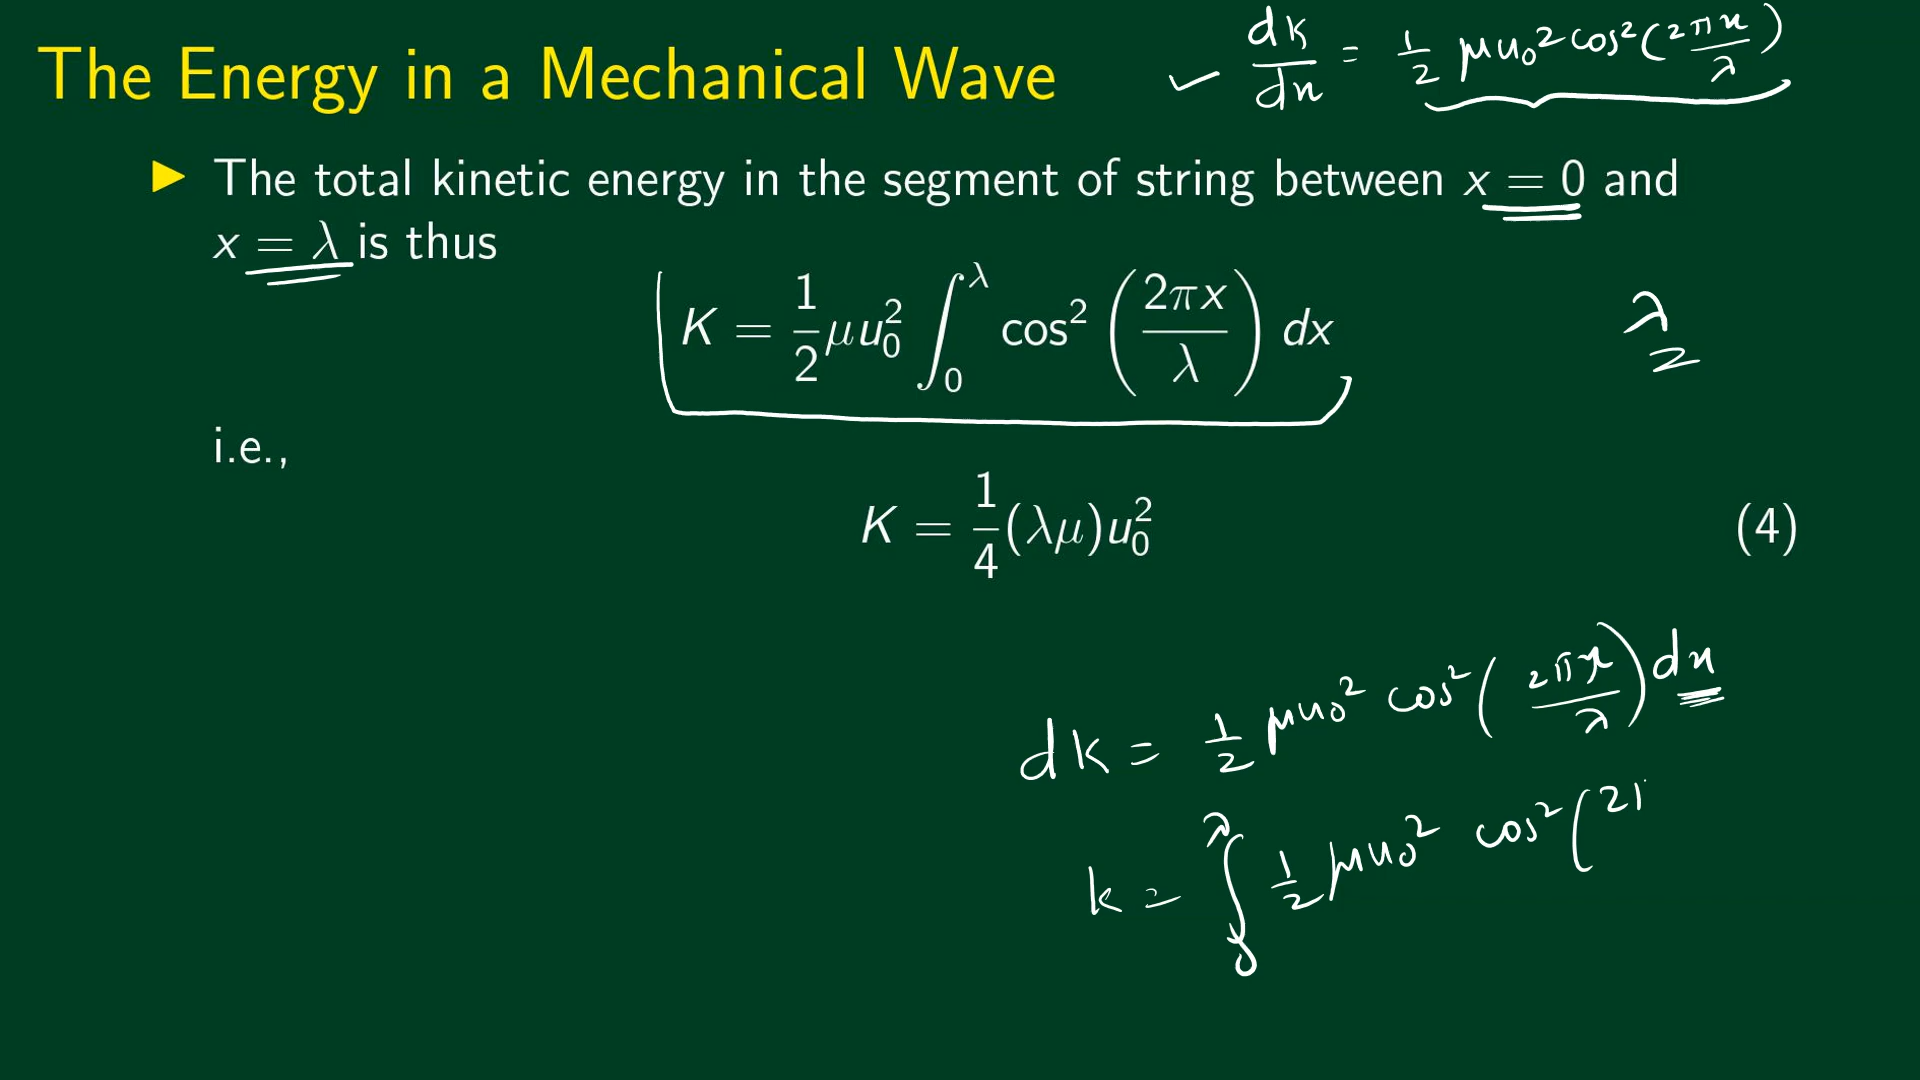 The Energy in a Mechanical Wave
✓ dk/dx = 1/2 μu₀² cos²(2πx/λ)
▶ The total kinetic energy in the segment of string between x = 0 and
x = λ is thus
K = 1/2 μu₀² ∫₀^λ cos² (2πx/λ) dx
λ/2
i.e.,
K = 1/4 (λμ)u₀² (4)
dk = 1/2 μu₀² cos² (2πx/λ) dx
k = ∫₀^λ 1/2 μu₀² cos² (2